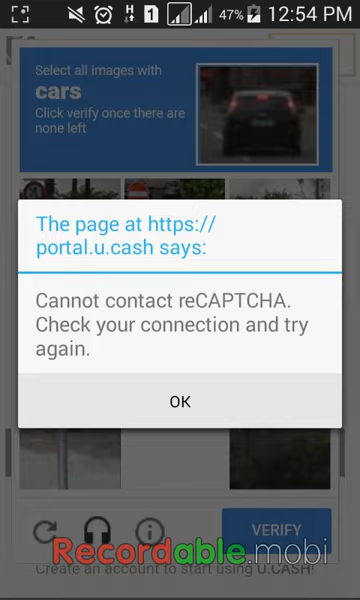 47% 12:54 PM
Select all images with
cars
Click verify once there are
none left
The page at https://
portal.u.cash says:
Cannot contact reCAPTCHA.
Check your connection and try
again.
OK
VERIFY
Recordable.mobi
Create an account to start using U.CASH!